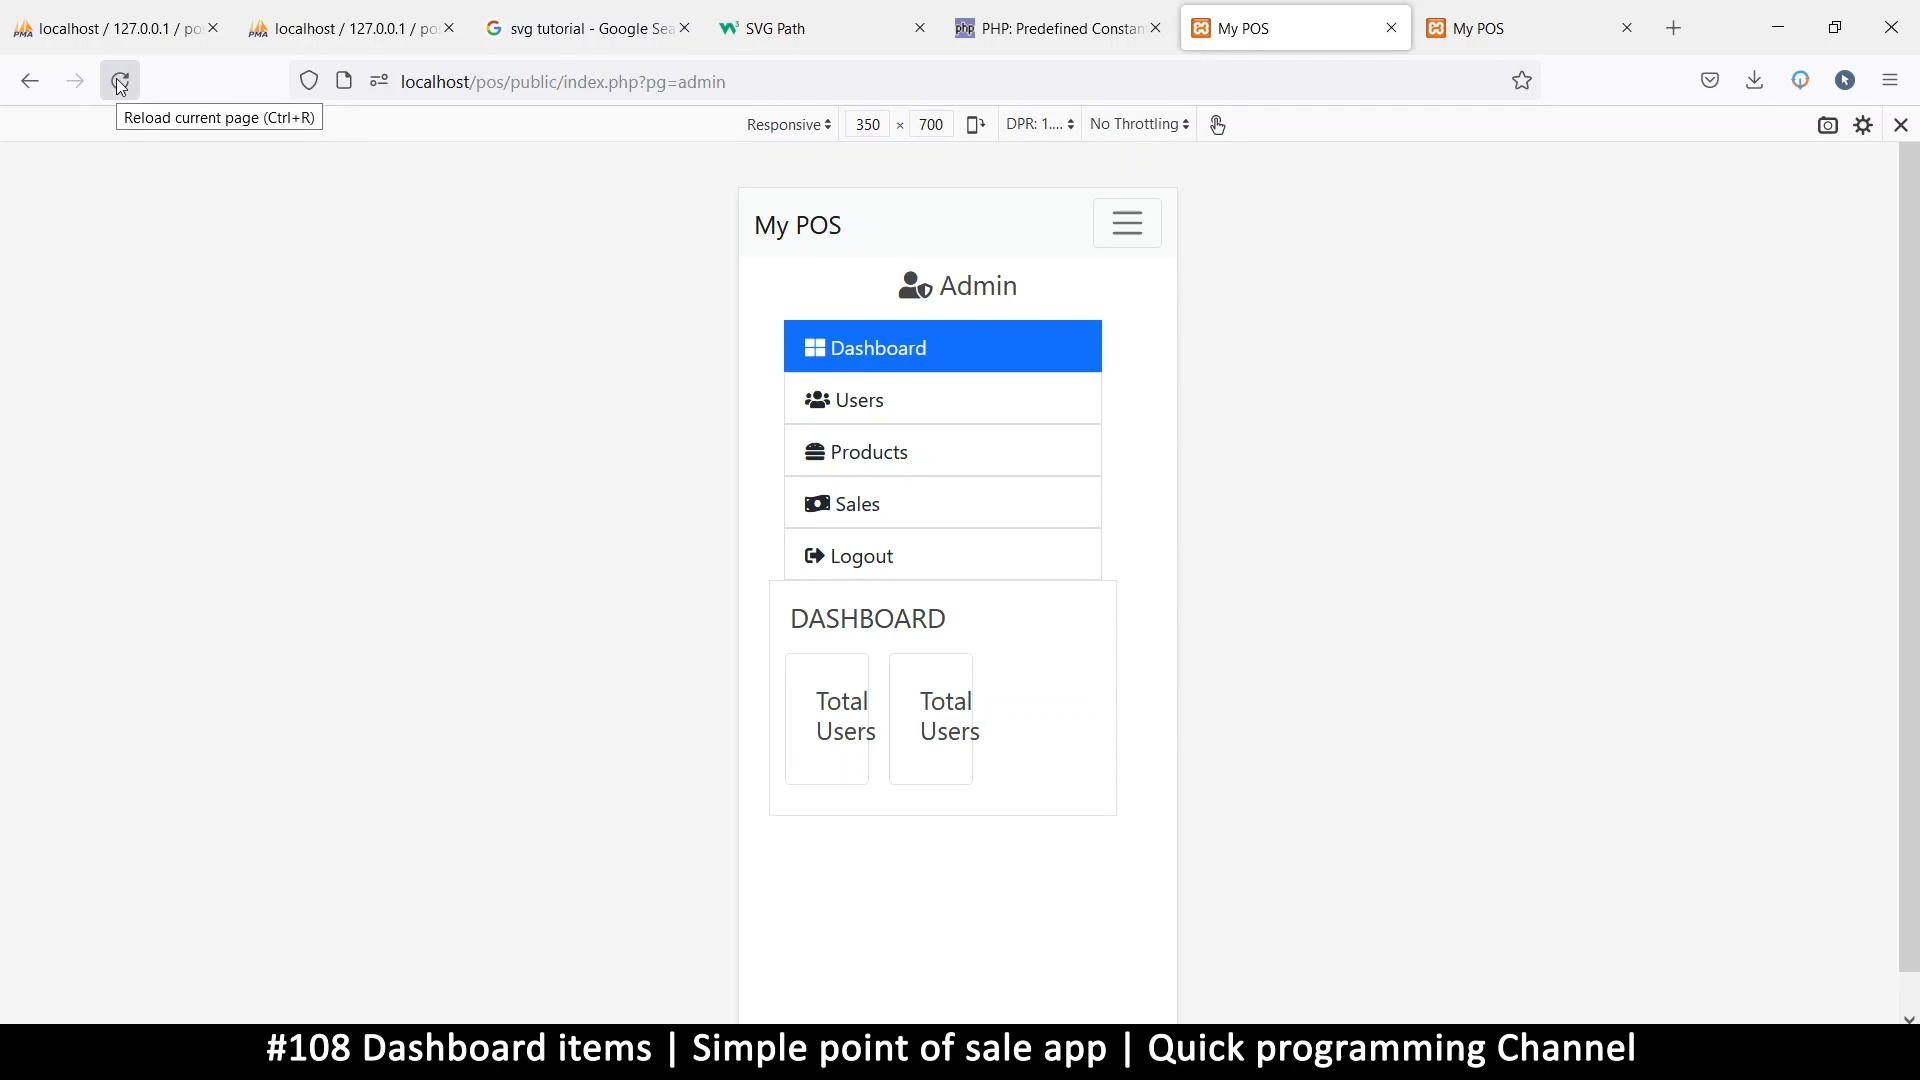 localhost / 127.0.0.1 / po
localhost / 127.0.0.1 / po
svg tutorial - Google Sea
SVG Path
PHP: Predefined Constan
My POS
My POS
localhost/pos/public/index.php?pg=admin
Reload current page (Ctrl+R)
Responsive
350 × 700
DPR: 1....
No Throttling
My POS
Admin
Dashboard
Users
Products
Sales
Logout
DASHBOARD
Total
Users
Total
Users
#108 Dashboard items | Simple point of sale app | Quick programming Channel